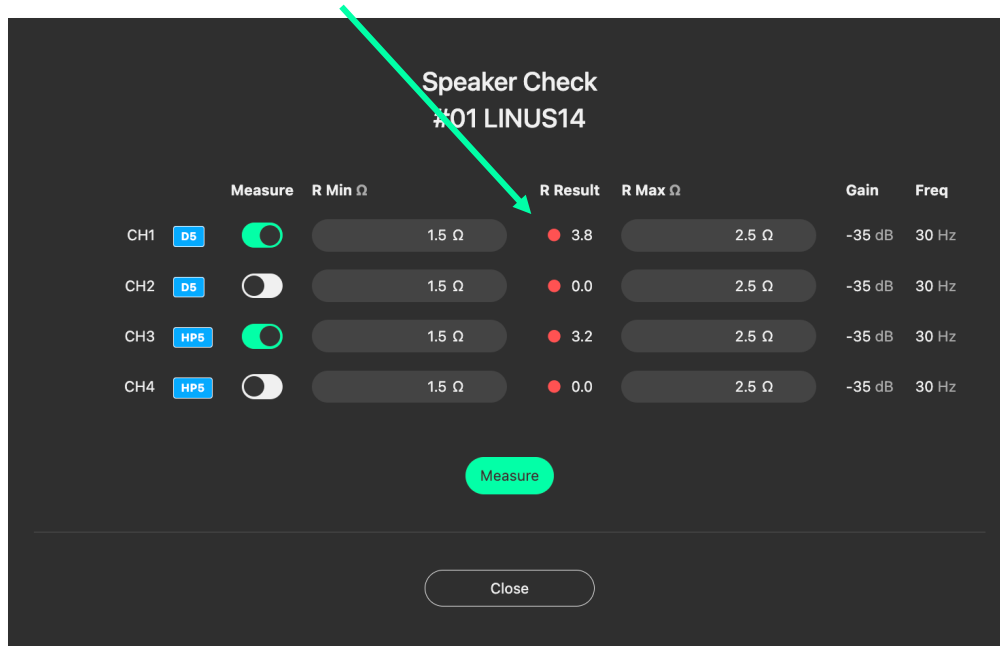 Speaker Check
#01 LINUS14
Measure R Min Ω R Result R Max Ω Gain Freq
CH1 D5 1.5 Ω 3.8 2.5 Ω -35 dB 30 Hz
CH2 D5 1.5 Ω 0.0 2.5 Ω -35 dB 30 Hz
CH3 HP5 1.5 Ω 3.2 2.5 Ω -35 dB 30 Hz
CH4 HP5 1.5 Ω 0.0 2.5 Ω -35 dB 30 Hz
Measure
Close